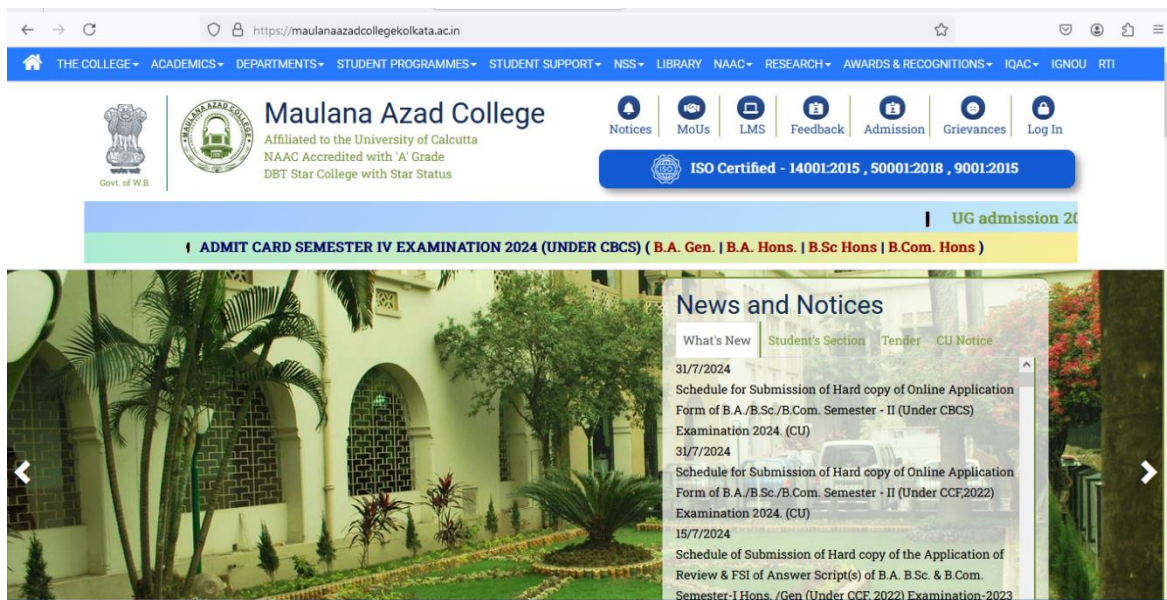 https://maulanaazadcollegekolkata.ac.in
THE COLLEGE ACADEMICS DEPARTMENTS STUDENT PROGRAMMES STUDENT SUPPORT NSS LIBRARY NAAC RESEARCH AWARDS & RECOGNITIONS IQAC IGNOU RTI
Maulana Azad College
Affiliated to the University of Calcutta
NAAC Accredited with 'A' Grade
DBT Star College with Star Status
Govt. of W.B.
MAULANA AZAD COLLEGE
Notices MoUs LMS Feedback Admission Grievances Log In
ISO
ISO Certified - 14001:2015 , 50001:2018 , 9001:2015
UG admission
ADMIT CARD SEMESTER IV EXAMINATION 2024 (UNDER CBCS) ( B.A. Gen. | B.A. Hons. | B.Sc Hons | B.Com. Hons )
News and Notices
What's New Student's Section Tender CU Notice
31/7/2024
Schedule for Submission of Hard copy of Online Application
Form of B.A./B.Sc./B.Com. Semester - II (Under CBCS)
Examination 2024. (CU)
31/7/2024
Schedule for Submission of Hard copy of Online Application
Form of B.A./B.Sc./B.Com. Semester - II (Under CCF,2022)
Examination 2024. (CU)
15/7/2024
Schedule of Submission of Hard copy of the Application of
Review & FSI of Answer Script(s) of B.A. B.Sc. & B.Com.
Semester-I Hons. /Gen (Under CCF, 2022) Examination-2023